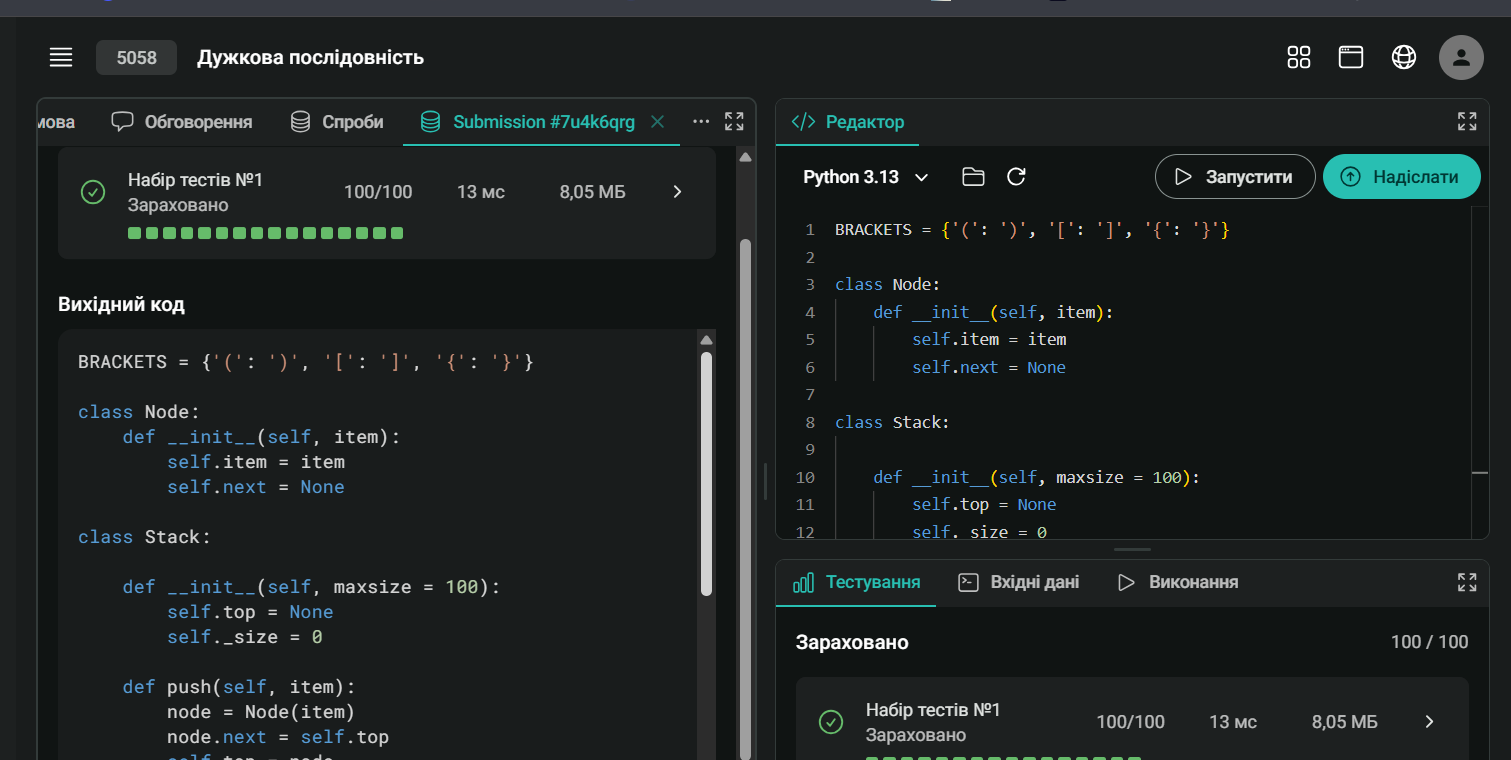 5058 Дужкова послідовність
мова Обговорення Спроби Submission #7u4k6qrg
Набір тестів №1
Зараховано
100/100 13 мс 8,05 МБ
Вихідний код
BRACKETS = {'(': ')', '[': ']', '{': '}'}
class Node:
    def __init__(self, item):
        self.item = item
        self.next = None
class Stack:
    def __init__(self, maxsize = 100):
        self.top = None
        self._size = 0
    def push(self, item):
        node = Node(item)
        node.next = self.top
        self.top = node
Редактор
Python 3.13 Запустити Надіслати
1 BRACKETS = {'(': ')', '[': ']', '{': '}'}
2
3 class Node:
4     def __init__(self, item):
5         self.item = item
6         self.next = None
7
8 class Stack:
9
10     def __init__(self, maxsize = 100):
11         self.top = None
12         self._size = 0
Тестування Вхідні дані Виконання
Зараховано 100 / 100
Набір тестів №1
Зараховано
100/100 13 мс 8,05 МБ